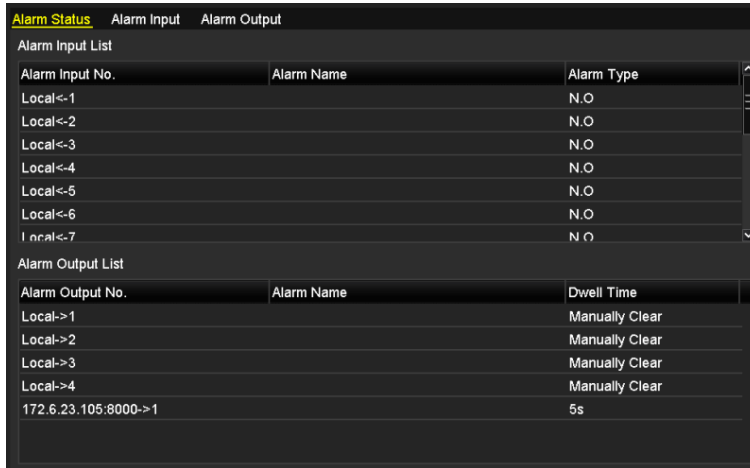 Alarm Status Alarm Input Alarm Output
Alarm Input List
Alarm Input No. Alarm Name Alarm Type
Local<-1 N.O
Local<-2 N.O
Local<-3 N.O
Local<-4 N.O
Local<-5 N.O
Local<-6 N.O
Local<-7 N.O
Alarm Output List
Alarm Output No. Alarm Name Dwell Time
Local->1 Manually Clear
Local->2 Manually Clear
Local->3 Manually Clear
Local->4 Manually Clear
172.6.23.105:8000->1 5s